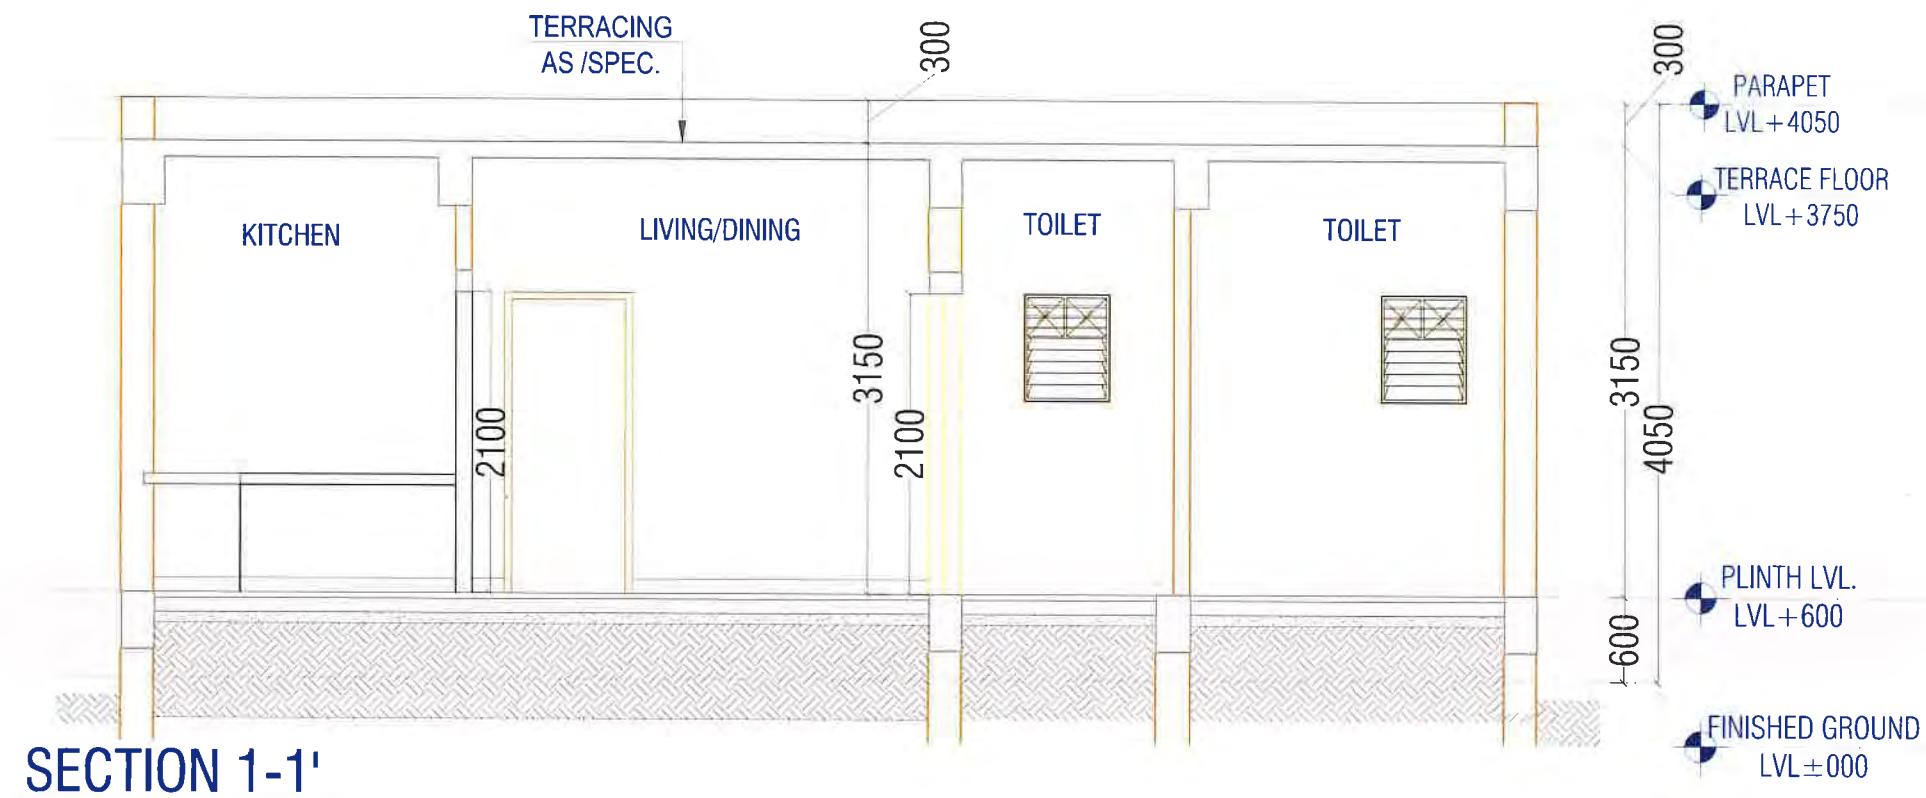 TERRACING
AS /SPEC.
300
300
PARAPET
LVL+4050
TERRACE FLOOR
LVL+3750
KITCHEN
LIVING/DINING
TOILET
TOILET
2100
3150
2100
3150
4050
PLINTH LVL.
LVL+600
600
FINISHED GROUND
LVL±000
SECTION 1-1'